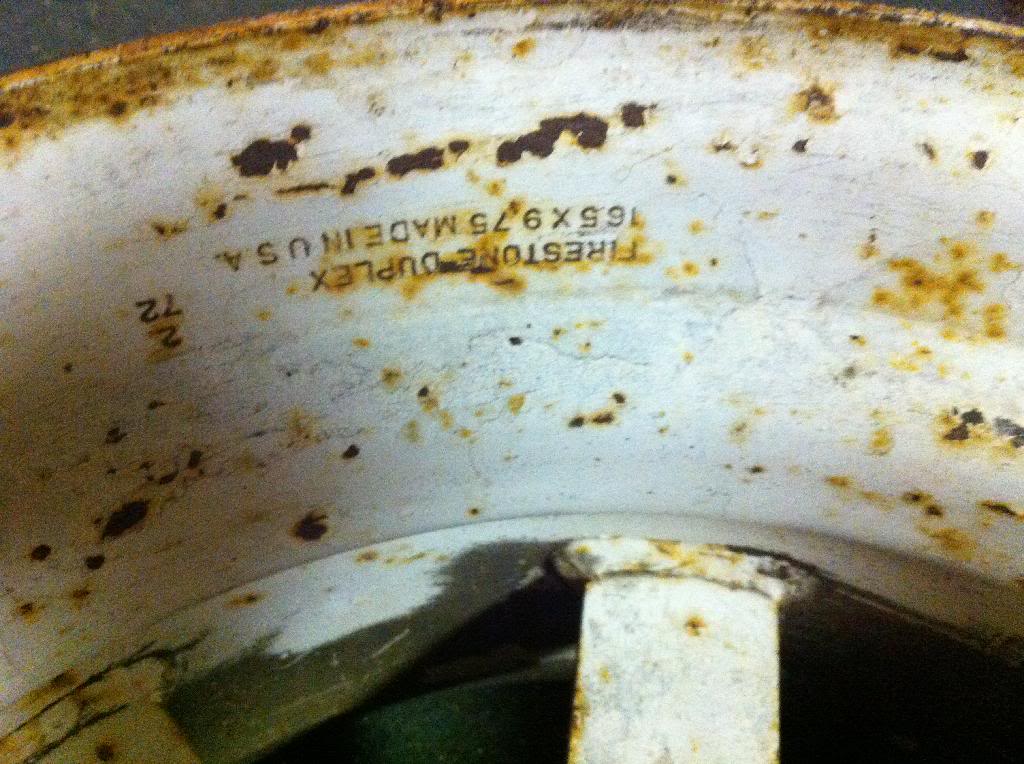 FIRESTONE DUPLEX
16.5 X 9.75 MADE IN U.S.A.
2
72